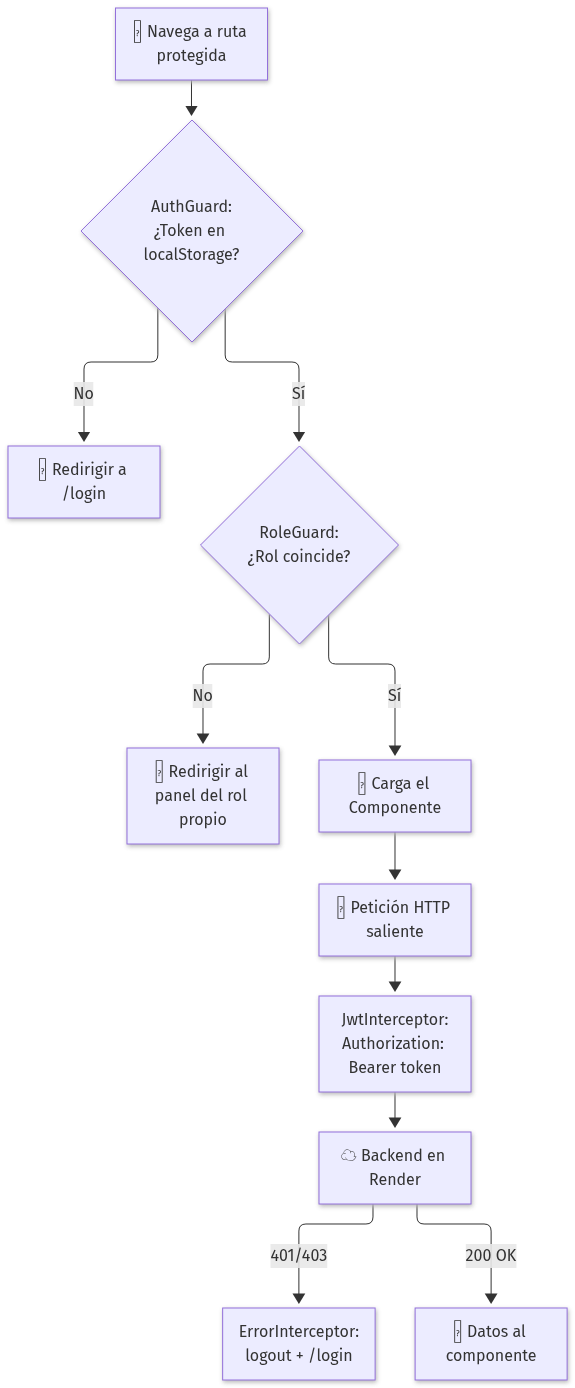 Navega a ruta
protegida
AuthGuard:
¿Token en
localStorage?
No
Sí
Redirigir a
/login
RoleGuard:
¿Rol coincide?
No
Sí
Redirigir al
panel del rol
propio
Carga el
Componente
Petición HTTP
saliente
JwtInterceptor:
Authorization:
Bearer token
Backend en
Render
401/403
200 OK
ErrorInterceptor:
logout + /login
Datos al
componente